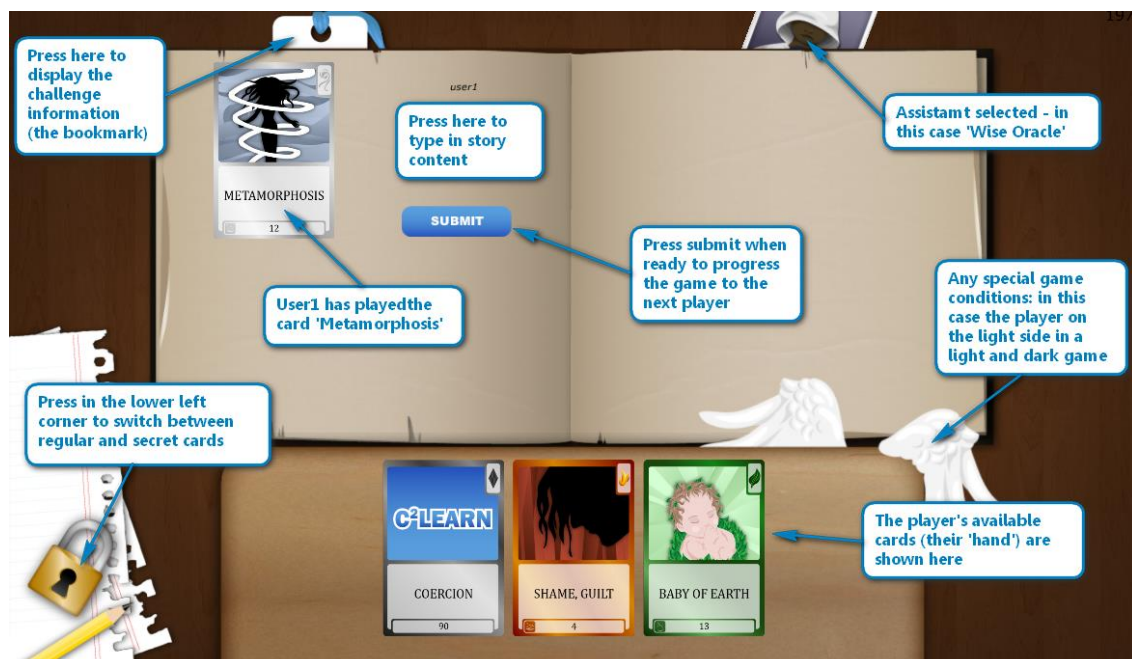 197
Press here to
display the
challenge
information
(the bookmark)
user1
Press here to
type in story
content
Assistamt selected - in
this case 'Wise Oracle'
METAMORPHOSIS
12
SUBMIT
Press submit when
ready to progress
the game to the
next player
User1 has playedthe
card 'Metamorphosis'
Any special game
conditions: in this
case the player on
the light side in a
light and dark game
Press in the lower left
corner to switch between
regular and secret cards
C²LEARN
COERCION
90
SHAME, GUILT
4
BABY OF EARTH
13
The player's available
cards (their 'hand') are
shown here